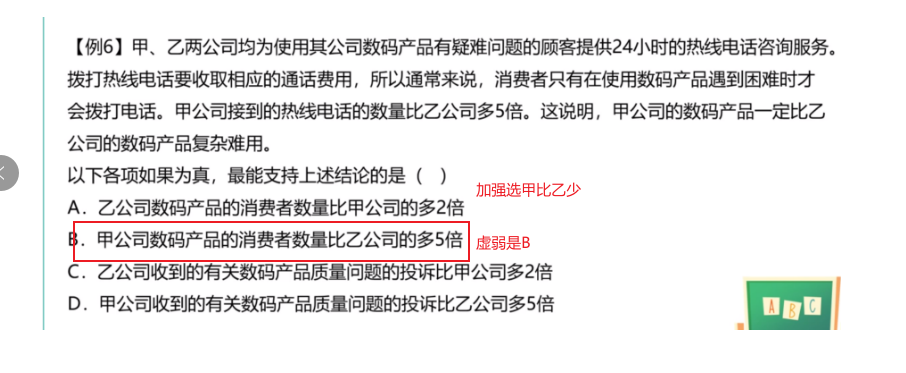 【例6】甲、乙两公司均为使用其公司数码产品有疑难问题的顾客提供24小时的热线电话咨询服务。
拨打热线电话要收取相应的通话费用，所以通常来说，消费者只有在使用数码产品遇到困难时才
会拨打电话。甲公司接到的热线电话的数量比乙公司多5倍。这说明，甲公司的数码产品一定比乙
公司的数码产品复杂难用。
以下各项如果为真，最能支持上述结论的是（ ）
加强选甲比乙少
A．乙公司数码产品的消费者数量比甲公司的多2倍
B．甲公司数码产品的消费者数量比乙公司的多5倍
虚弱是B
C．乙公司收到的有关数码产品质量问题的投诉比甲公司多2倍
D．甲公司收到的有关数码产品质量问题的投诉比乙公司多5倍
A B C